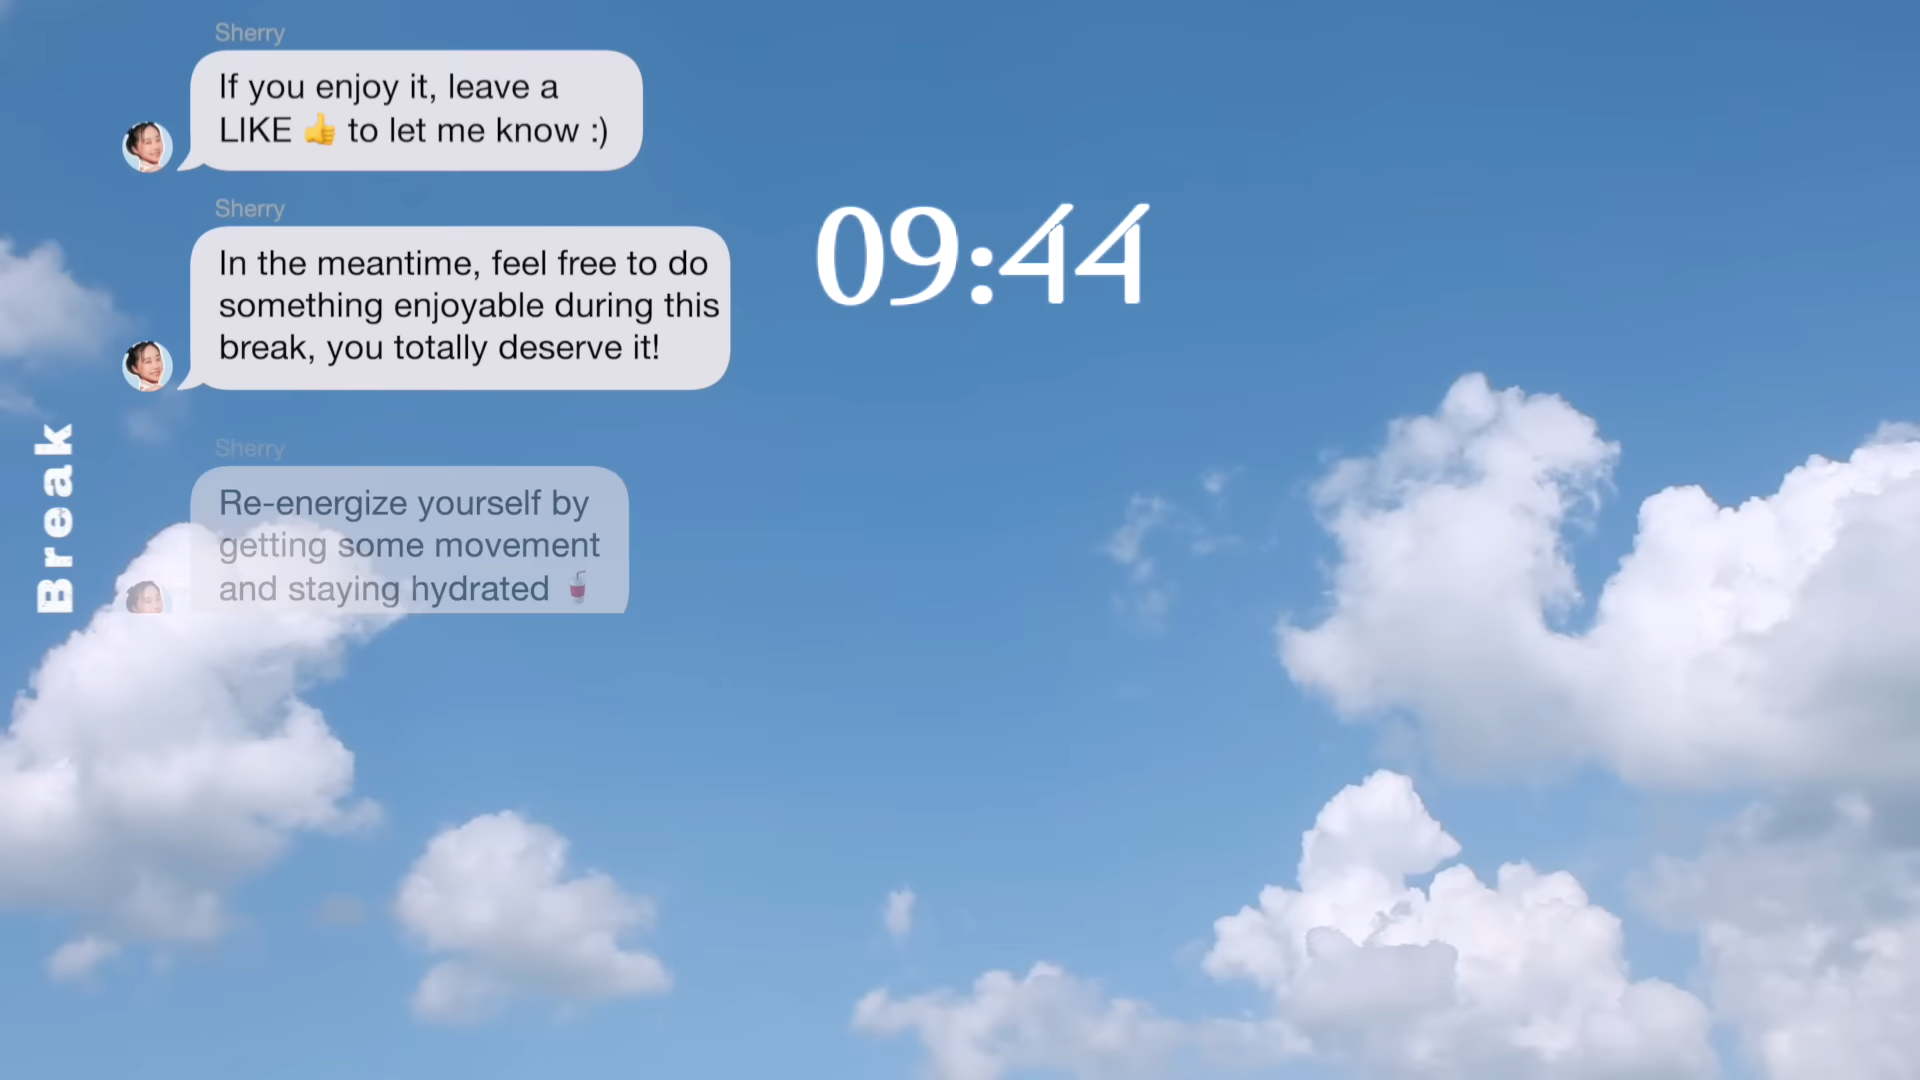 Sherry
If you enjoy it, leave a
LIKE 👍 to let me know :)
Sherry
In the meantime, feel free to do
something enjoyable during this
break, you totally deserve it!
Sherry
Re-energize yourself by
getting some movement
and staying hydrated 🥤
Break
09:44